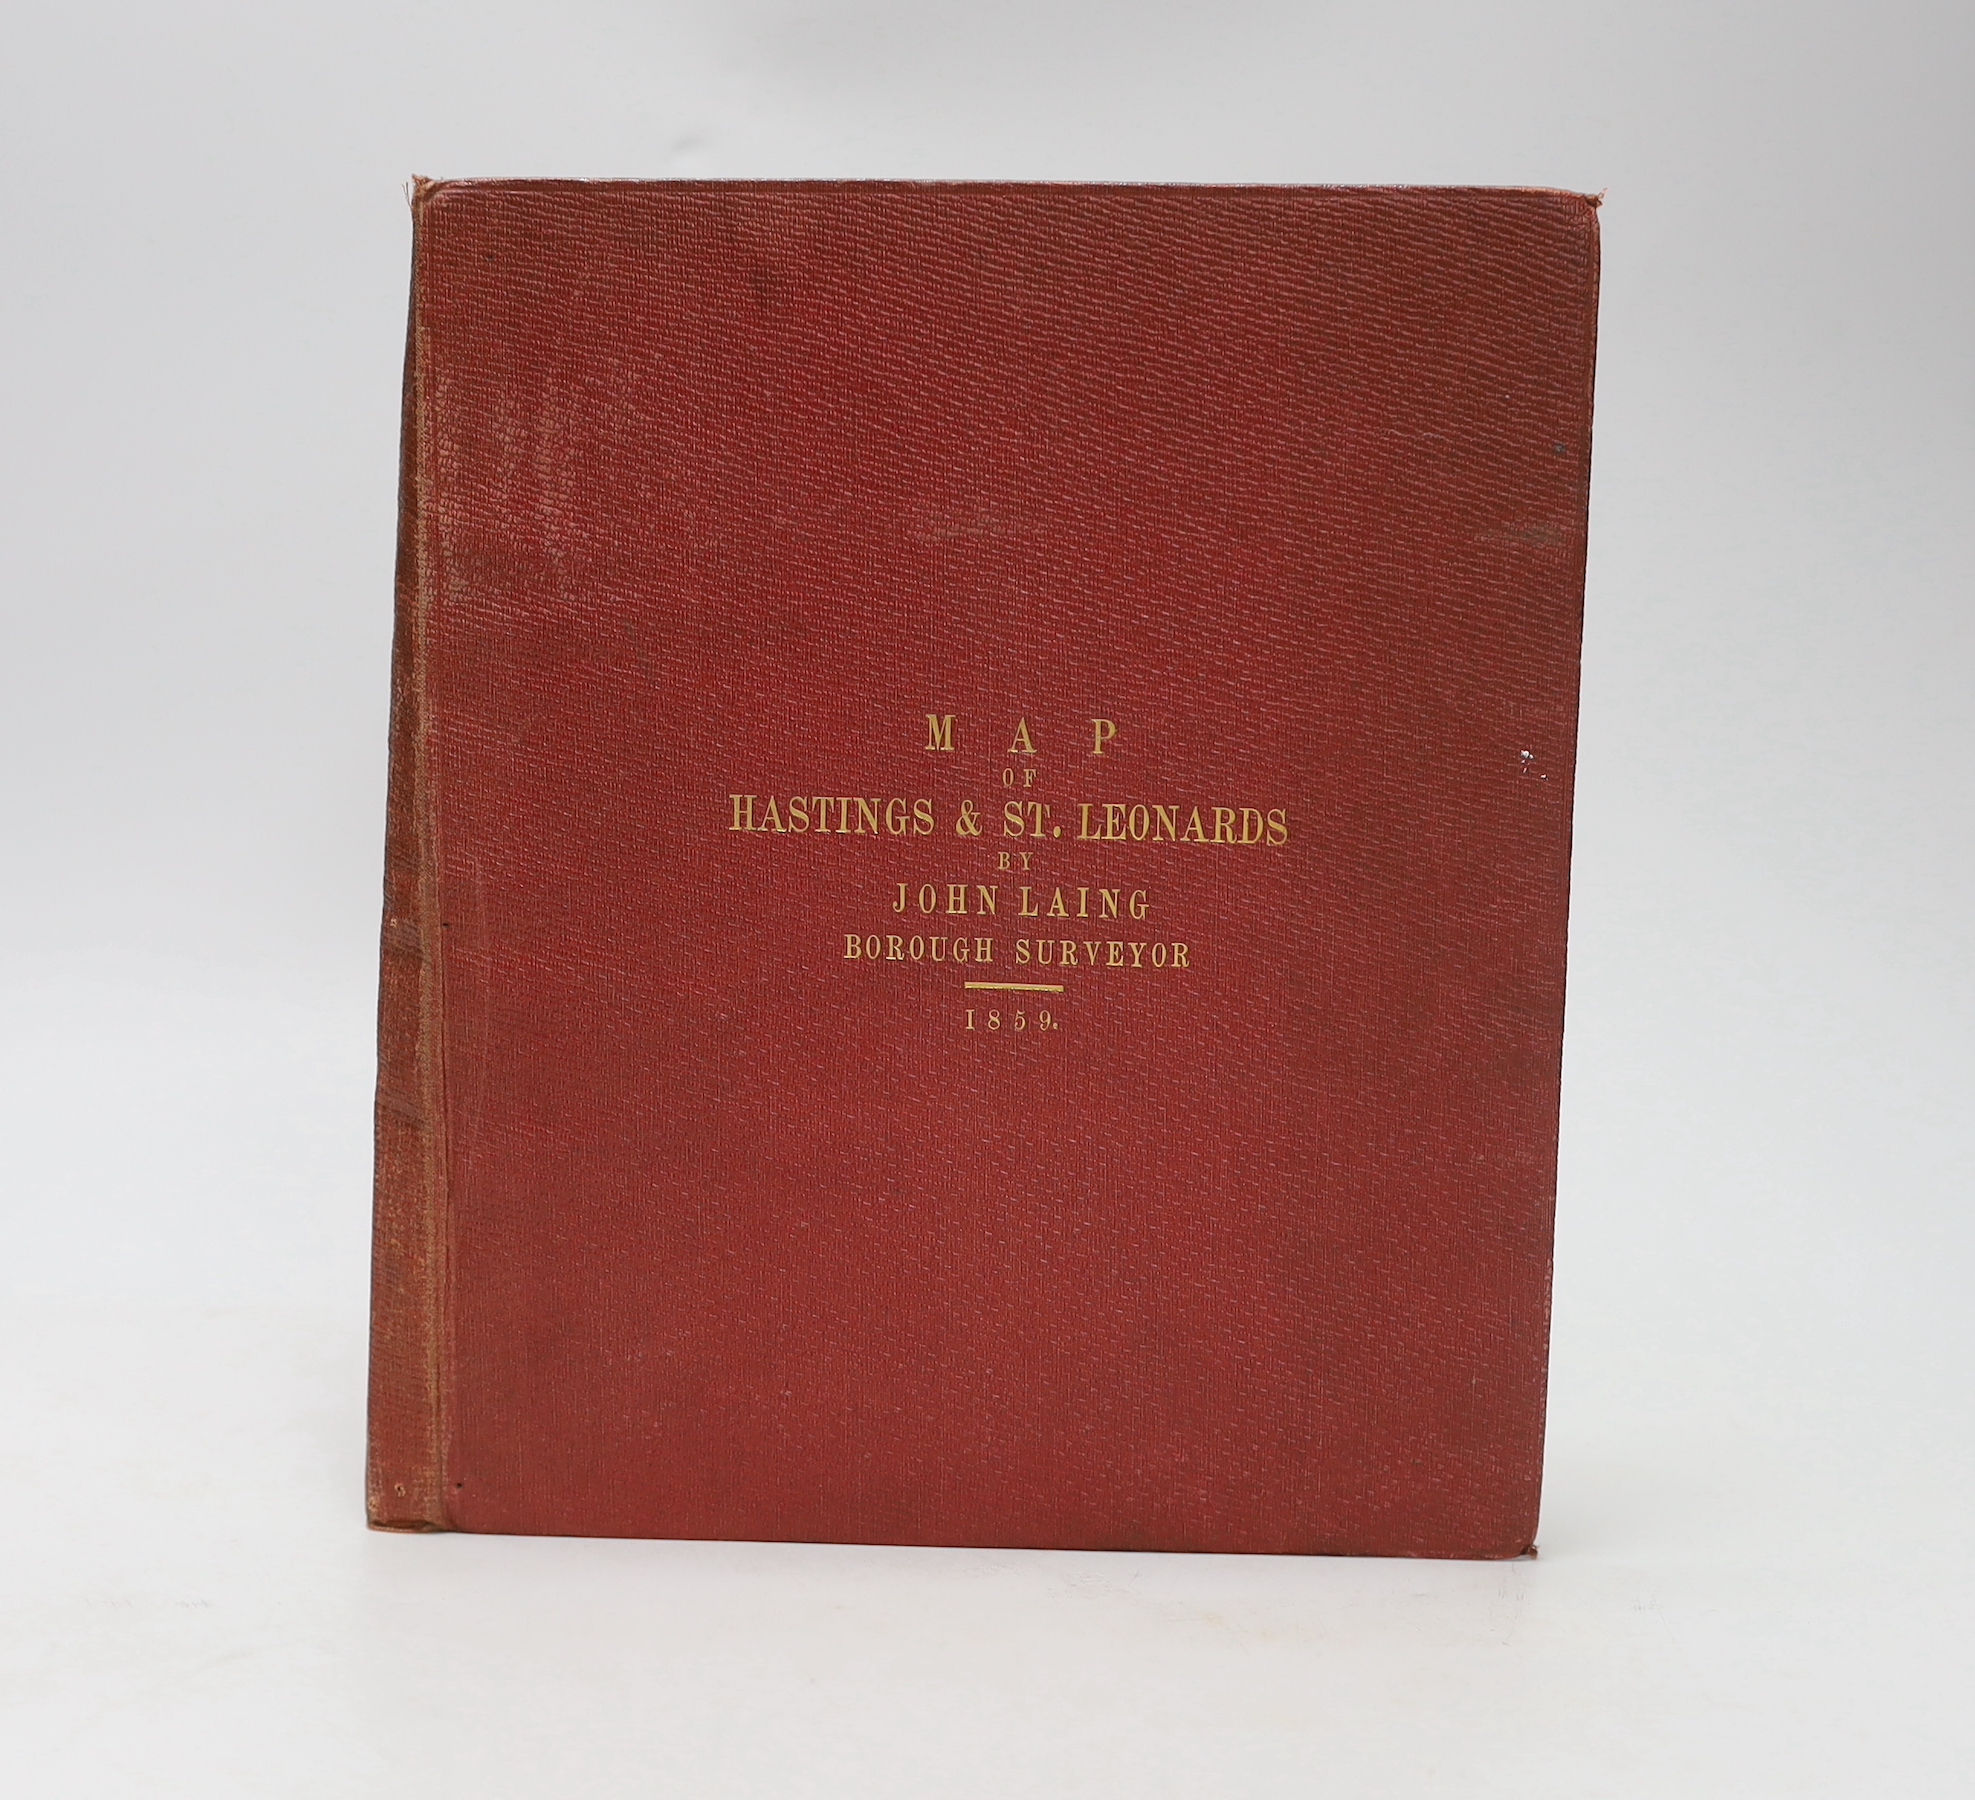 MAP
OF
HASTINGS & ST. LEONARDS
BY
JOHN LAING
BOROUGH SURVEYOR
1859.